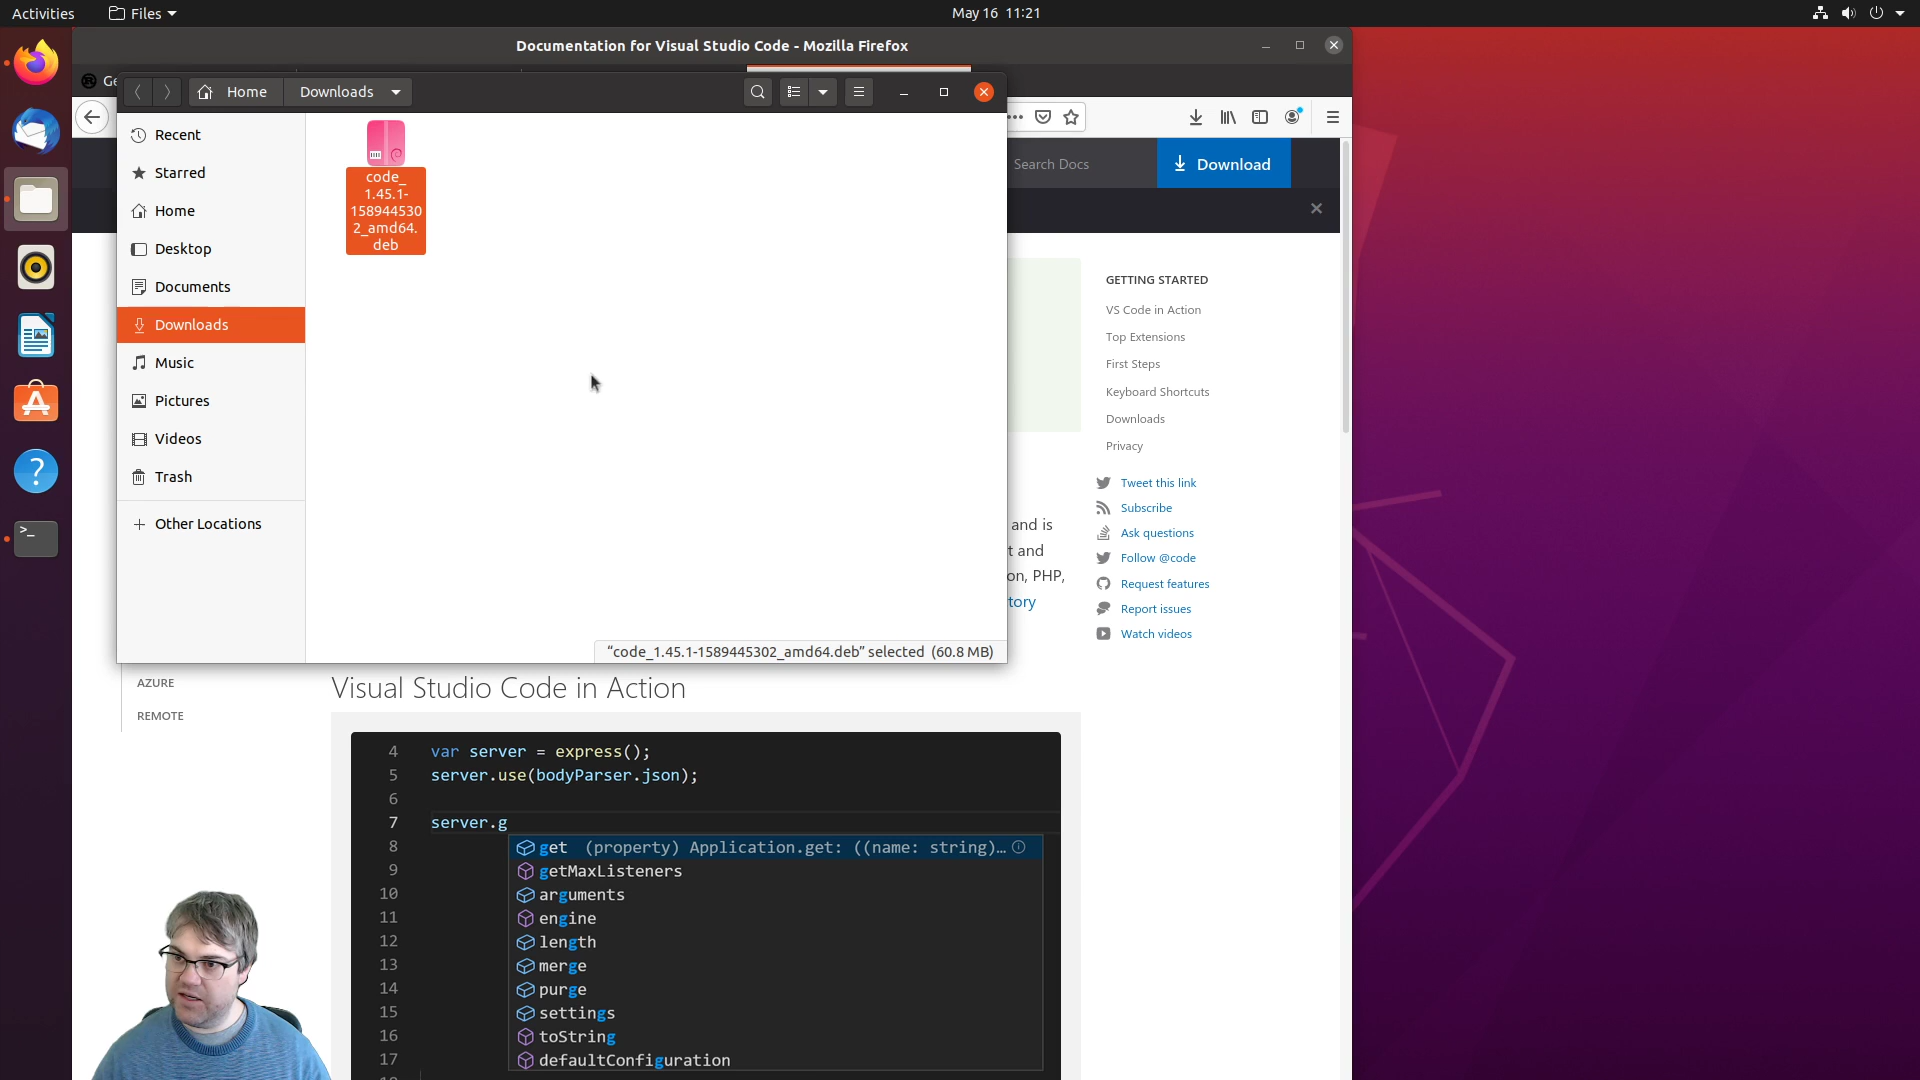 Activities
Files
May 16 11:21
Documentation for Visual Studio Code - Mozilla Firefox
Ge
Home
Downloads
Search Docs
Download
Recent
Starred
Home
Desktop
Documents
Downloads
Music
Pictures
Videos
Trash
Other Locations
code_
1.45.1-
158944530
2_amd64.
deb
"code_1.45.1-1589445302_amd64.deb" selected (60.8 MB)
GETTING STARTED
VS Code in Action
Top Extensions
First Steps
Keyboard Shortcuts
Downloads
Privacy
Tweet this link
Subscribe
Ask questions
Follow @code
Request features
Report issues
Watch videos
and is
t and
on, PHP,
tory
AZURE
REMOTE
Visual Studio Code in Action
4 var server = express();
5 server.use(bodyParser.json);
6
7 server.g
8 get (property) Application.get: ((name: string)…
9 getMaxListeners
10 arguments
11 engine
12 length
13 merge
14 purge
15 settings
16 toString
17 defaultConfiguration